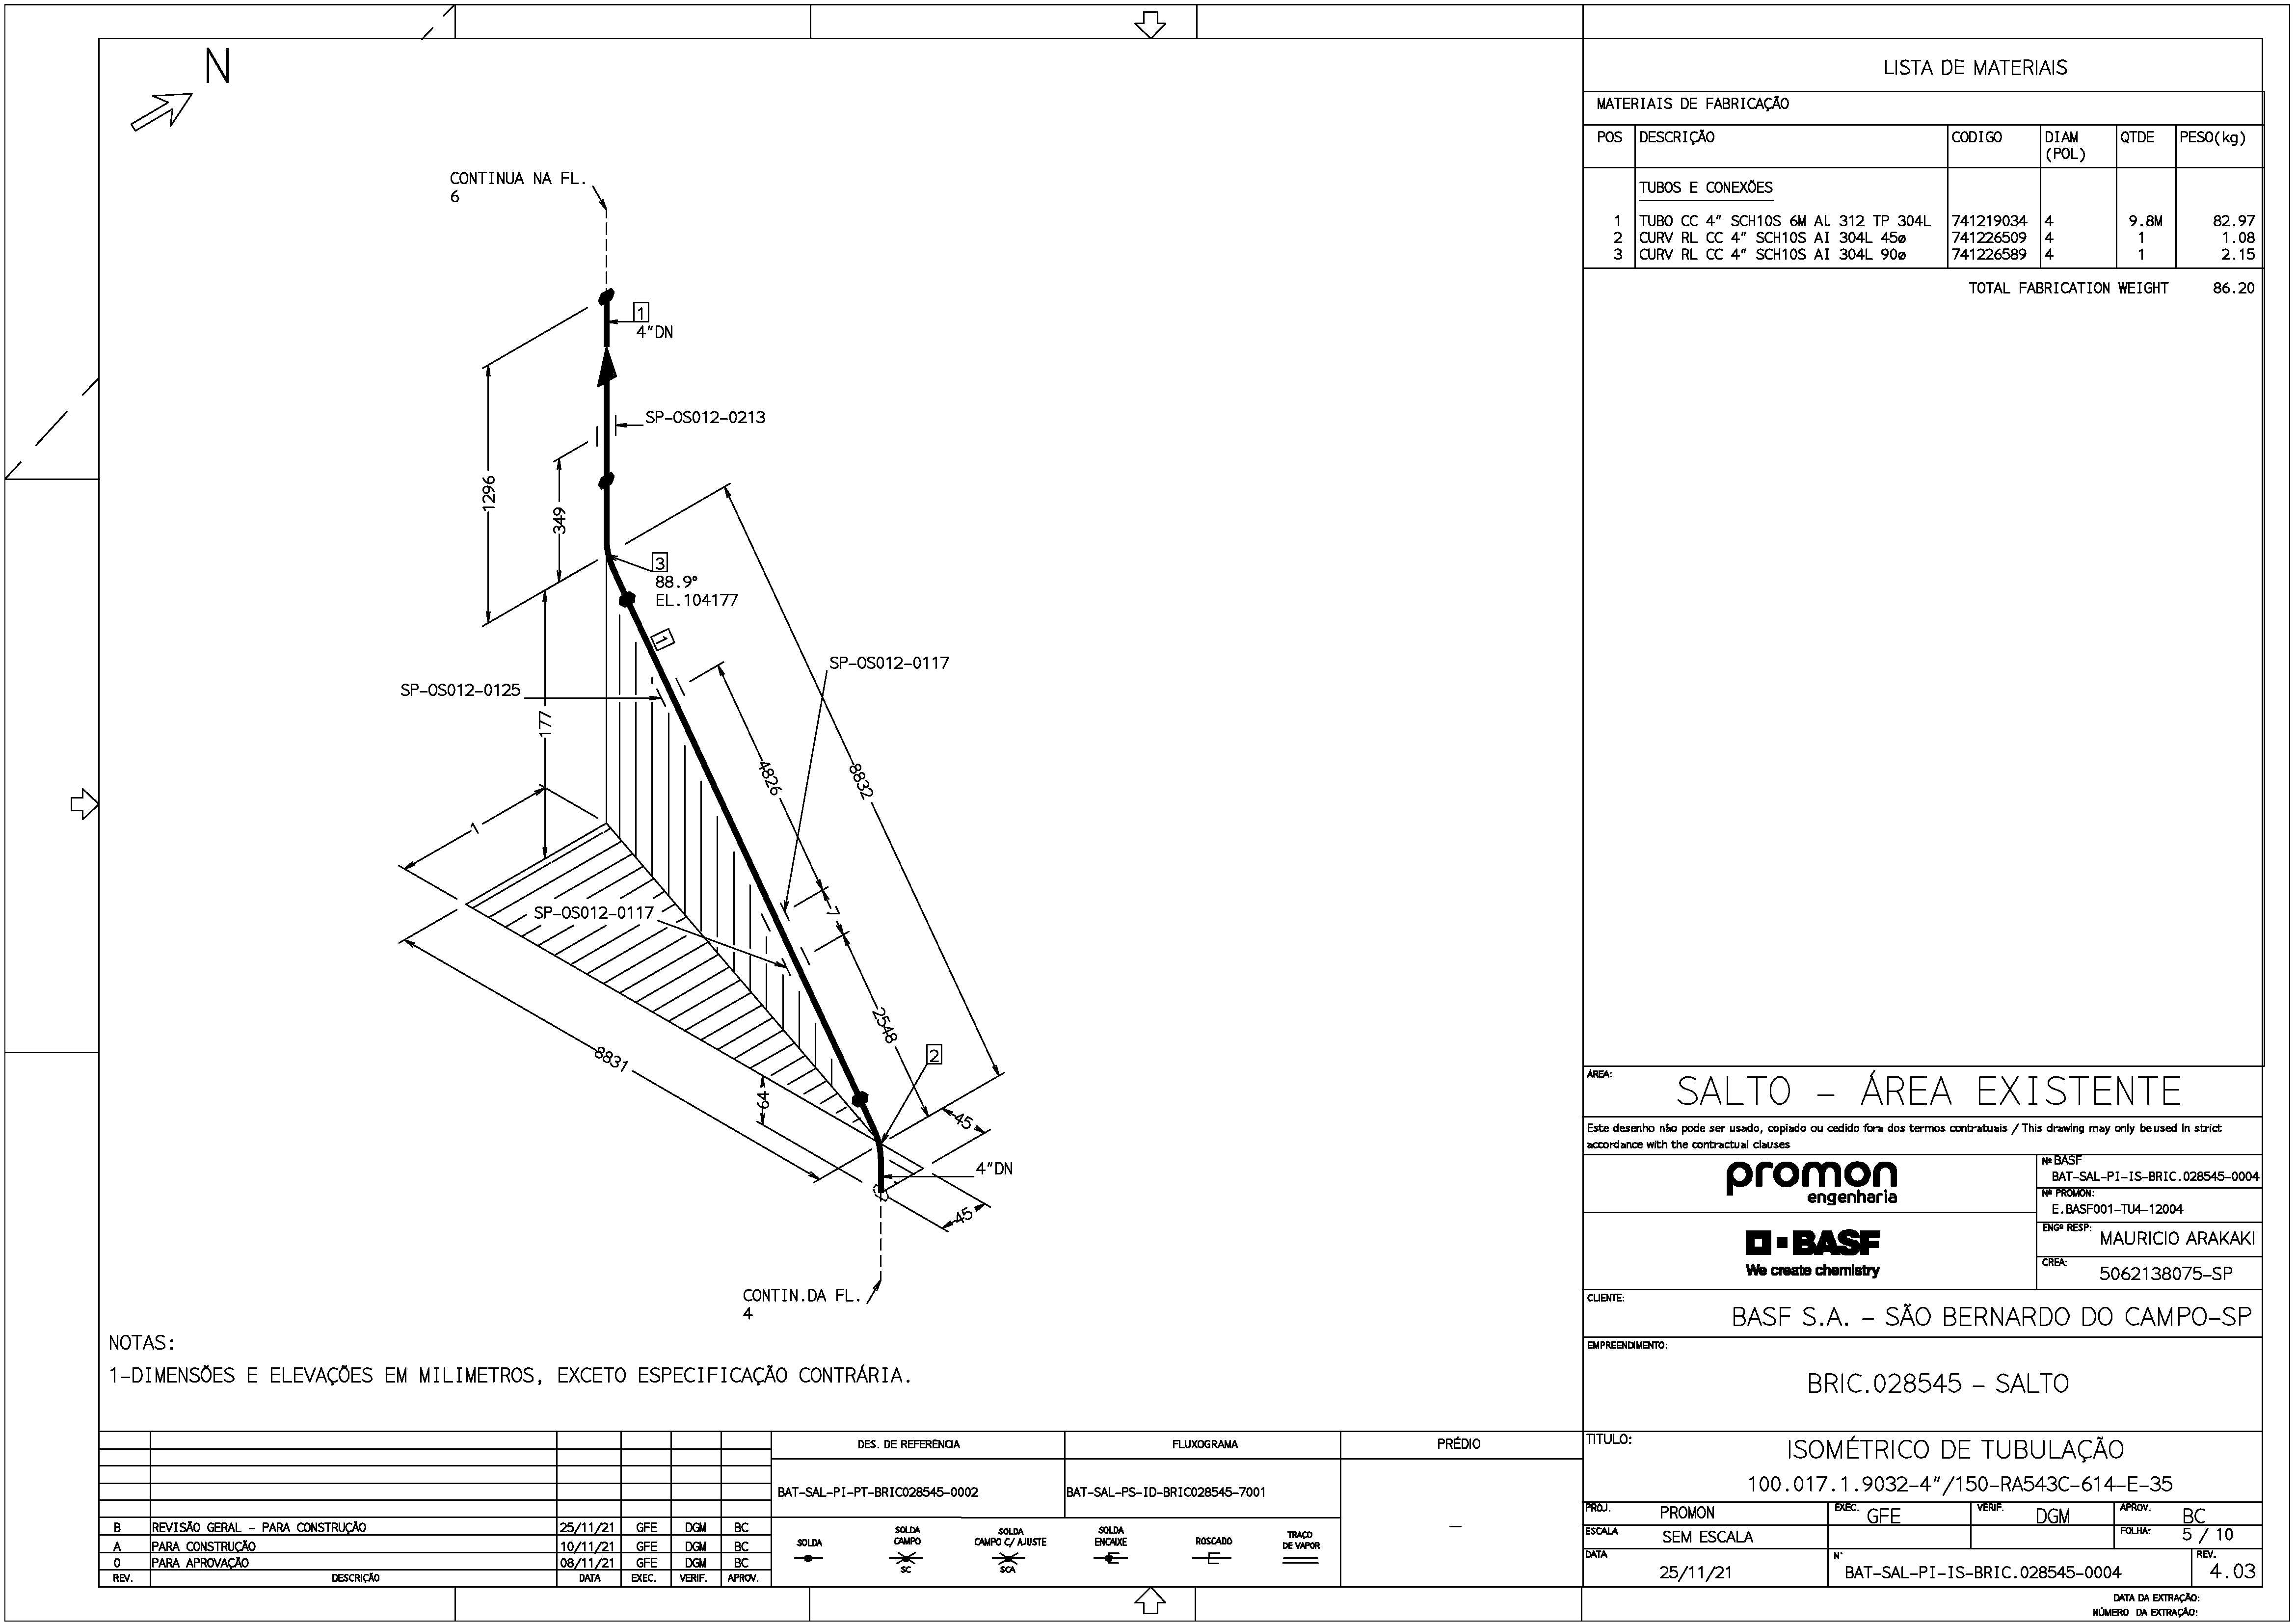 N
CONTINUA NA FL.
6
1
4"DN
SP-OS012-0213
1296
349
3
88.9°
EL.104177
1
SP-OS012-0117
SP-OS012-0125
177
4826
8832
1
SP-OS012-0117
7
2548
8831
2
64
45
4"DN
45
CONTIN.DA FL.
4
NOTAS:
1-DIMENSÕES E ELEVAÇÕES EM MILIMETROS, EXCETO ESPECIFICAÇÃO CONTRÁRIA.
LISTA DE MATERIAIS
MATERIAIS DE FABRICAÇÃO
POS DESCRIÇÃO CODIGO DIAM (POL) QTDE PESO(kg)
TUBOS E CONEXÕES
1 TUBO CC 4" SCH10S 6M AL 312 TP 304L 741219034 4 9.8M 82.97
2 CURV RL CC 4" SCH10S AI 304L 45ø 741226509 4 1 1.08
3 CURV RL CC 4" SCH10S AI 304L 90ø 741226589 4 1 2.15
TOTAL FABRICATION WEIGHT 86.20
ÁREA:
SALTO - ÁREA EXISTENTE
Este desenho não pode ser usado, copiado ou cedido fora dos termos contratuais / This drawing may only be used in strict
accordance with the contractual clauses
promon
engenharia
Nº BASF
BAT-SAL-PI-IS-BRIC.028545-0004
Nº PROMON:
E.BASF001-TU4-12004
BASF
We create chemistry
ENGº RESP:
MAURICIO ARAKAKI
CREA:
5062138075-SP
CLIENTE:
BASF S.A. - SÃO BERNARDO DO CAMPO-SP
EMPREENDIMENTO:
BRIC.028545 - SALTO
TITULO:
ISOMÉTRICO DE TUBULAÇÃO
100.017.1.9032-4"/150-RA543C-614-E-35
PROJ. PROMON EXEC. GFE VERIF. DGM APROV. BC
ESCALA SEM ESCALA FOLHA: 5 / 10
DATA 25/11/21 N° BAT-SAL-PI-IS-BRIC.028545-0004 REV. 4.03
DATA DA EXTRAÇÃO:
NÚMERO DA EXTRAÇÃO:
B REVISÃO GERAL - PARA CONSTRUÇÃO 25/11/21 GFE DGM BC
A PARA CONSTRUÇÃO 10/11/21 GFE DGM BC
0 PARA APROVAÇÃO 08/11/21 GFE DGM BC
REV. DESCRIÇÃO DATA EXEC. VERIF. APROV.
DES. DE REFERÊNCIA FLUXOGRAMA PRÉDIO
BAT-SAL-PI-PT-BRIC028545-0002 BAT-SAL-PS-ID-BRIC028545-7001
-
SOLDA
SOLDA CAMPO
SC
SOLDA CAMPO C/ AJUSTE
SCA
SOLDA ENCAIXE
ROSCADO
TRAÇO DE VAPOR